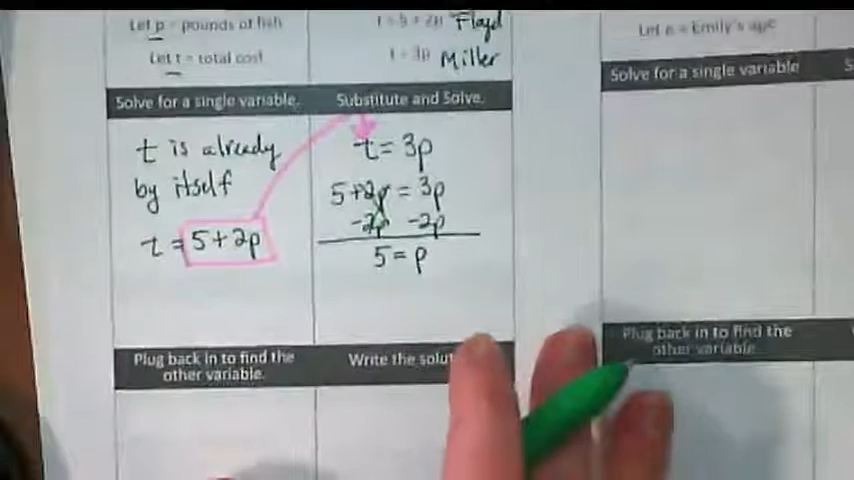 Let p = pounds of fish
Let t = total cost
t = 5 + 2p Floyd
t = 3p Miller
Let e = Emily's age
Solve for a single variable.
Substitute and Solve.
Solve for a single variable
t is already
by itself
t = 5+2p
t = 3p
5+2p = 3p
-2p -2p
5 = p
Plug back in to find the
other variable.
Write the
Plug back in to find the
other variable.